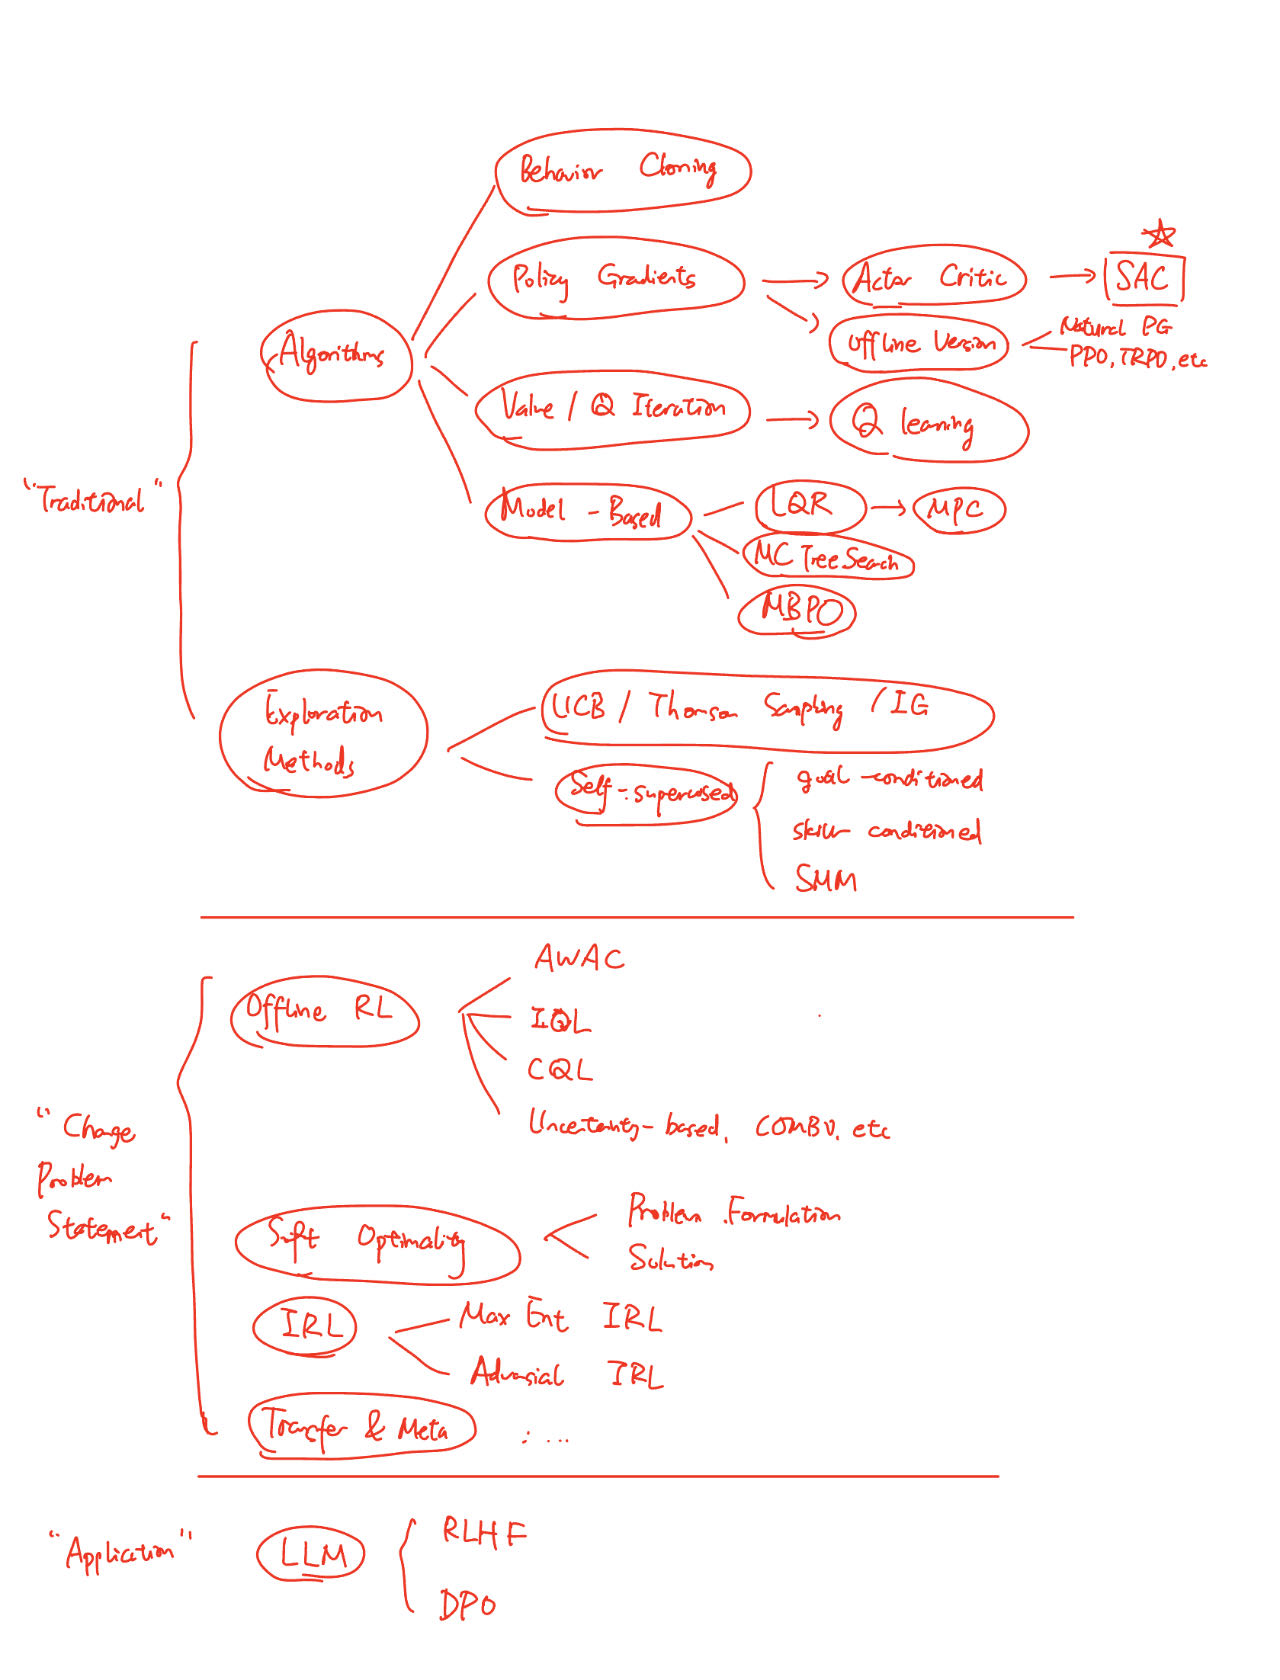 Behavior Cloning
Policy Gradients
Actor Critic
SAC
Offline Version
Natural PG
PPO, TRPO, etc
Algorithms
Value / Q Iteration
Q leaning
"Traditional"
Model - Based
LQR
MPC
MC Tree Seach
MBPO
Exploration
Methods
UCB / Thomson Sampling / IG
Self-supervised
goal-conditioned
skill- conditioned
SMM
Offline RL
AWAC
IQL
CQL
Uncertainty-based, COMBO, etc
"Change
Problem
Statement"
Soft Optimality
Problem Formulation
Solution
IRL
Max Ent IRL
IRL
Transfer & Meta
. ...
"Application"
LLM
RLHF
DPO